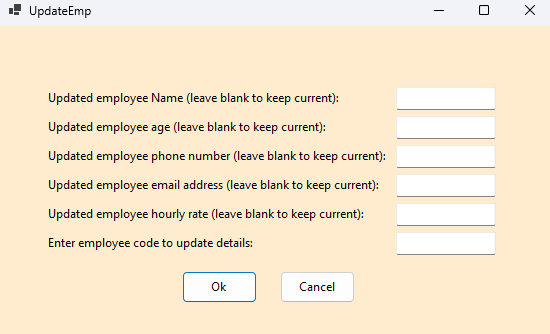 UpdateEmp
Updated employee Name (leave blank to keep current):
Updated employee age (leave blank to keep current):
Updated employee phone number (leave blank to keep current):
Updated employee email address (leave blank to keep current):
Updated employee hourly rate (leave blank to keep current):
Enter employee code to update details:
Ok Cancel